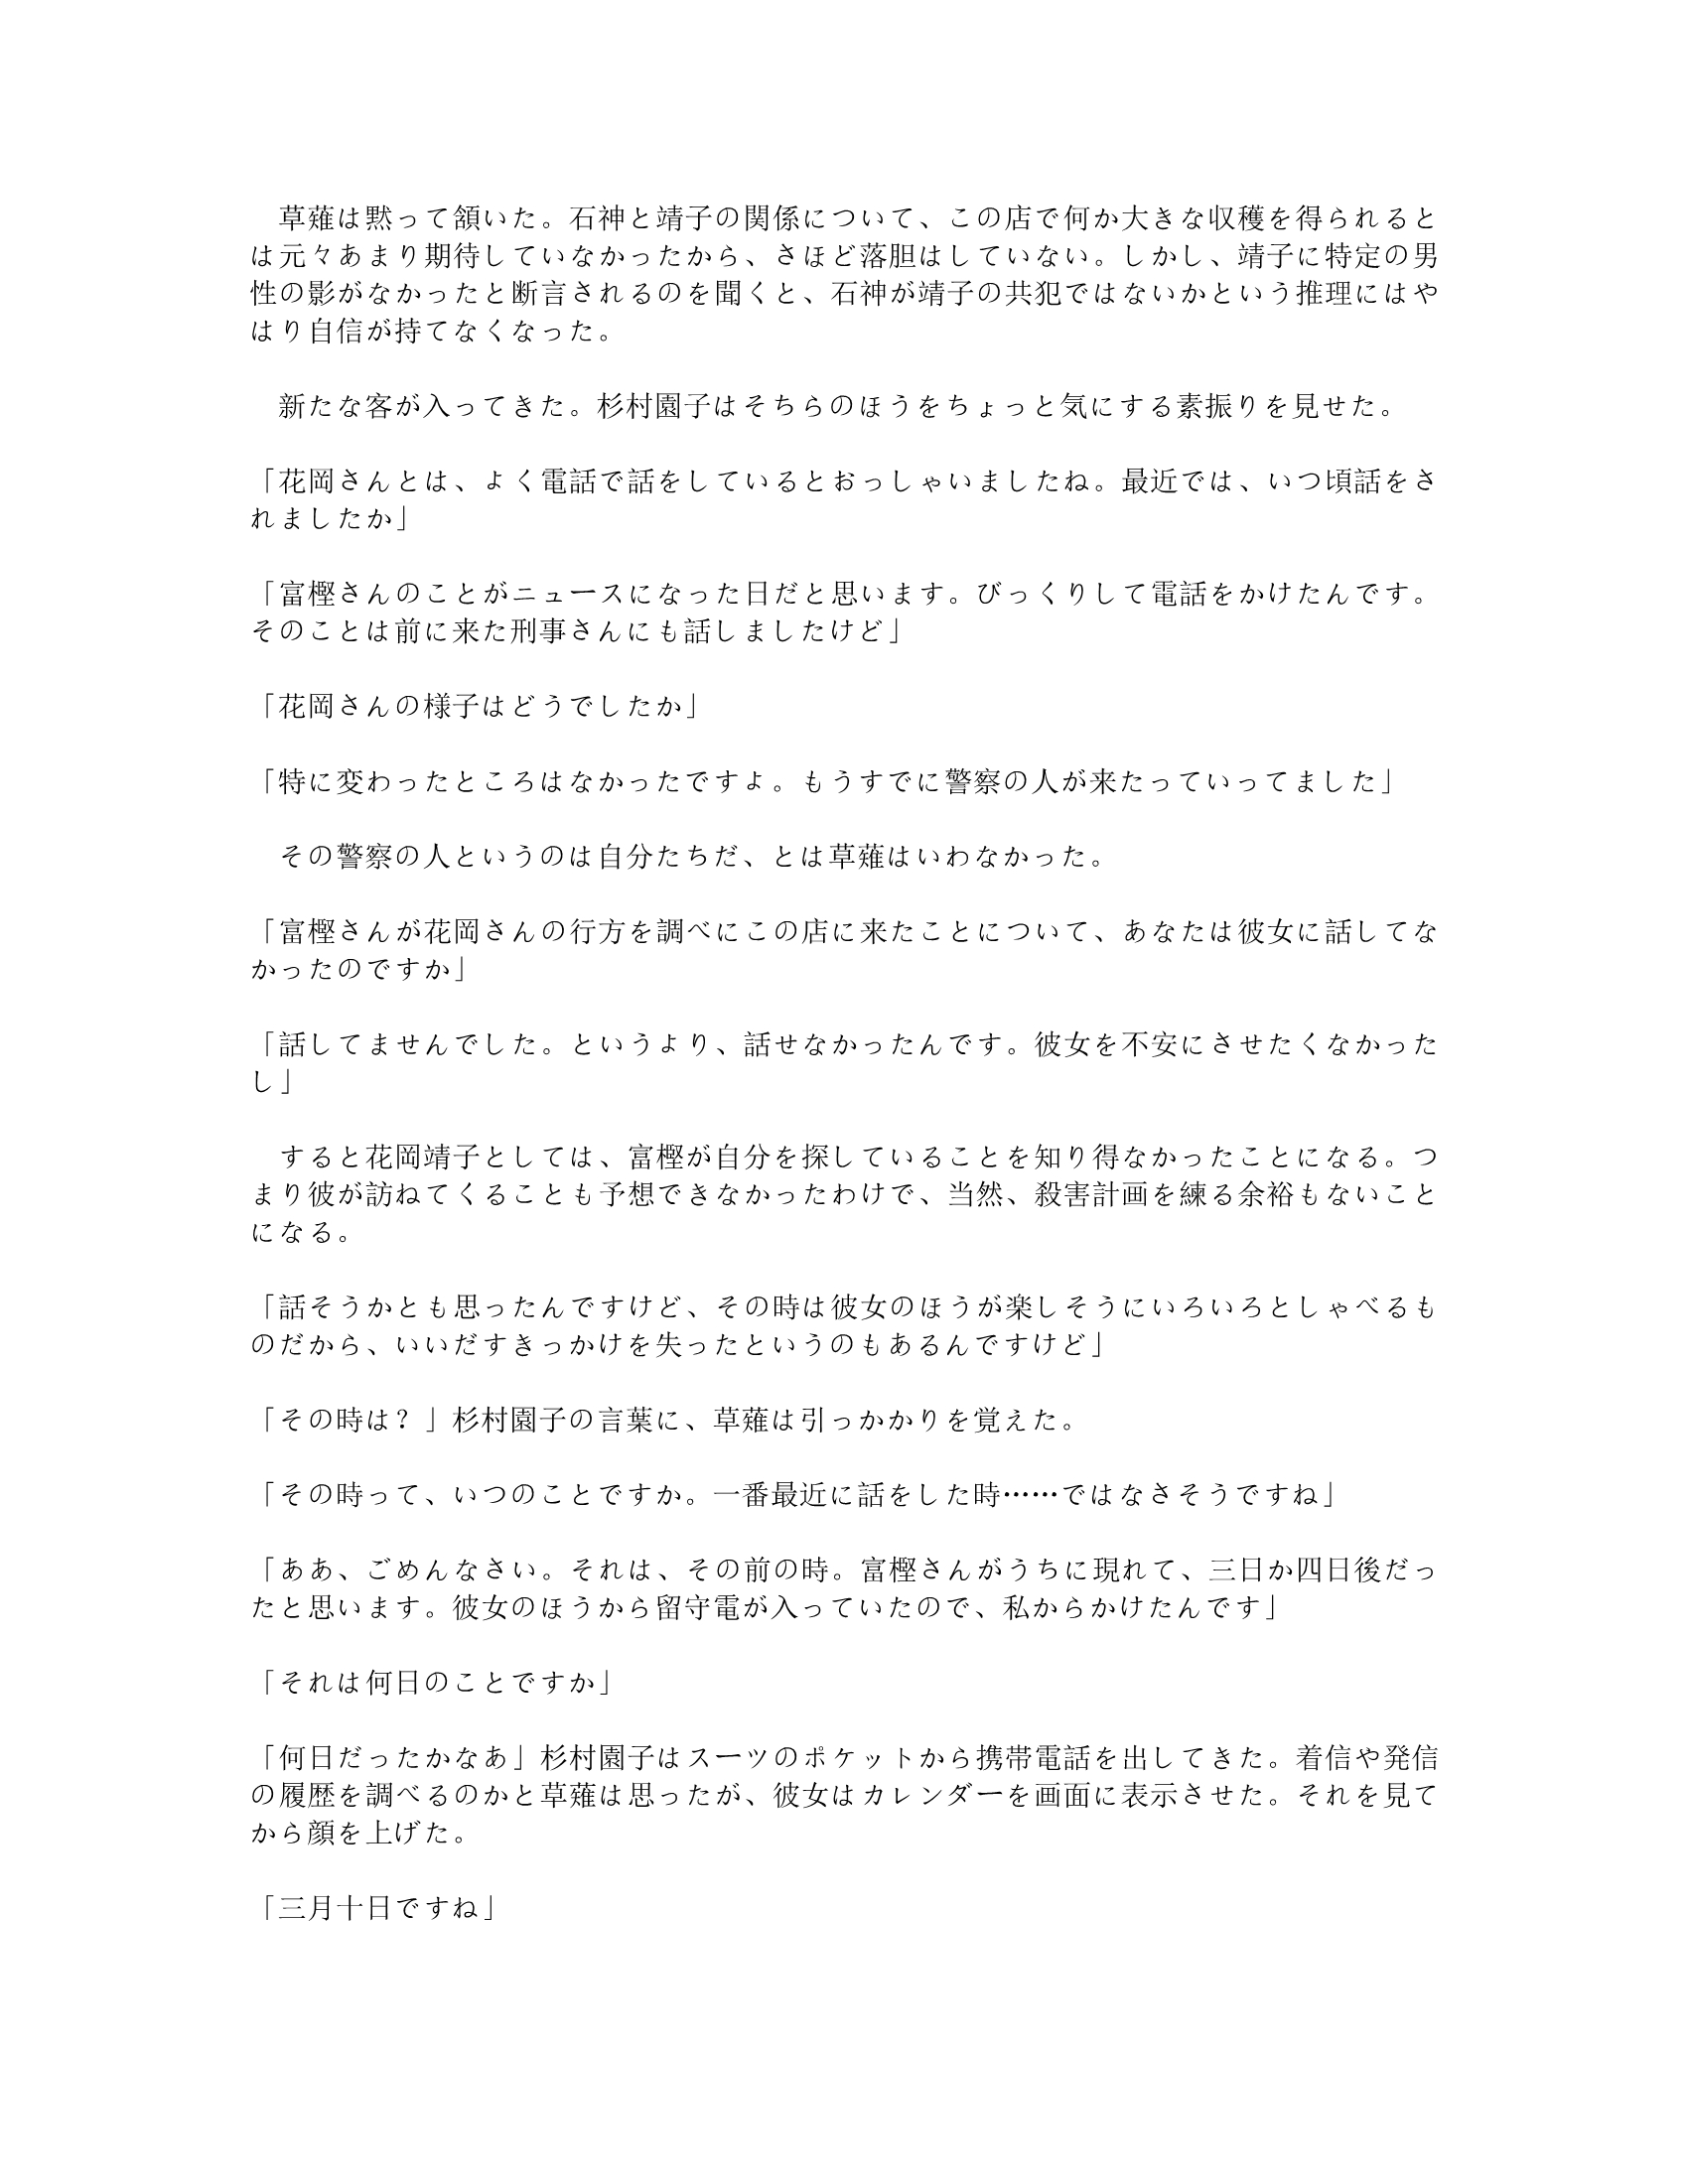 草薙は黙って頷いた。石神と靖子の関係について、この店で何か大きな収穫を得られると
は元々あまり期待していなかったから、さほど落胆はしていない。しかし、靖子に特定の男
性の影がなかったと断言されるのを聞くと、石神が靖子の共犯ではないかという推理にはや
はり自信が持てなくなった。
　新たな客が入ってきた。杉村園子はそちらのほうをちょっと気にする素振りを見せた。
「花岡さんとは、よく電話で話をしているとおっしゃいましたね。最近では、いつ頃話をさ
れましたか」
「富樫さんのことがニュースになった日だと思います。びっくりして電話をかけたんです。
そのことは前に来た刑事さんにも話しましたけど」
「花岡さんの様子はどうでしたか」
「特に変わったところはなかったですよ。もうすでに警察の人が来たっていってました」
　その警察の人というのは自分たちだ、とは草薙はいわなかった。
「富樫さんが花岡さんの行方を調べにこの店に来たことについて、あなたは彼女に話してな
かったのですか」
「話してませんでした。というより、話せなかったんです。彼女を不安にさせたくなかった
し」
　すると花岡靖子としては、富樫が自分を探していることを知り得なかったことになる。つ
まり彼が訪ねてくることも予想できなかったわけで、当然、殺害計画を練る余裕もないこと
になる。
「話そうかとも思ったんですけど、その時は彼女のほうが楽しそうにいろいろとしゃべるも
のだから、いいだすきっかけを失ったというのもあるんですけど」
「その時は？」杉村園子の言葉に、草薙は引っかかりを覚えた。
「その時って、いつのことですか。一番最近に話をした時……ではなさそうですね」
「ああ、ごめんなさい。それは、その前の時。富樫さんがうちに現れて、三日か四日後だっ
たと思います。彼女のほうから留守電が入っていたので、私からかけたんです」
「それは何日のことですか」
「何日だったかなあ」杉村園子はスーツのポケットから携帯電話を出してきた。着信や発信
の履歴を調べるのかと草薙は思ったが、彼女はカレンダーを画面に表示させた。それを見て
から顔を上げた。
「三月十日ですね」